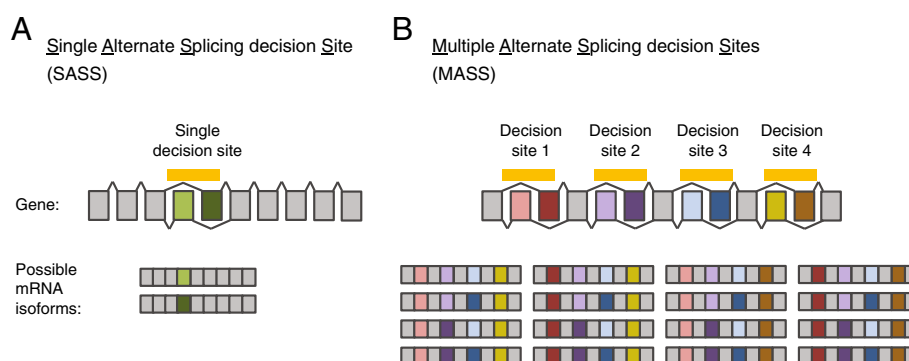 A
Single Alternate Splicing decision Site
(SASS)
B
Multiple Alternate Splicing decision Sites
(MASS)
Single
decision site
Decision
site 1
Decision
site 2
Decision
site 3
Decision
site 4
Gene:
Possible
mRNA
isoforms: